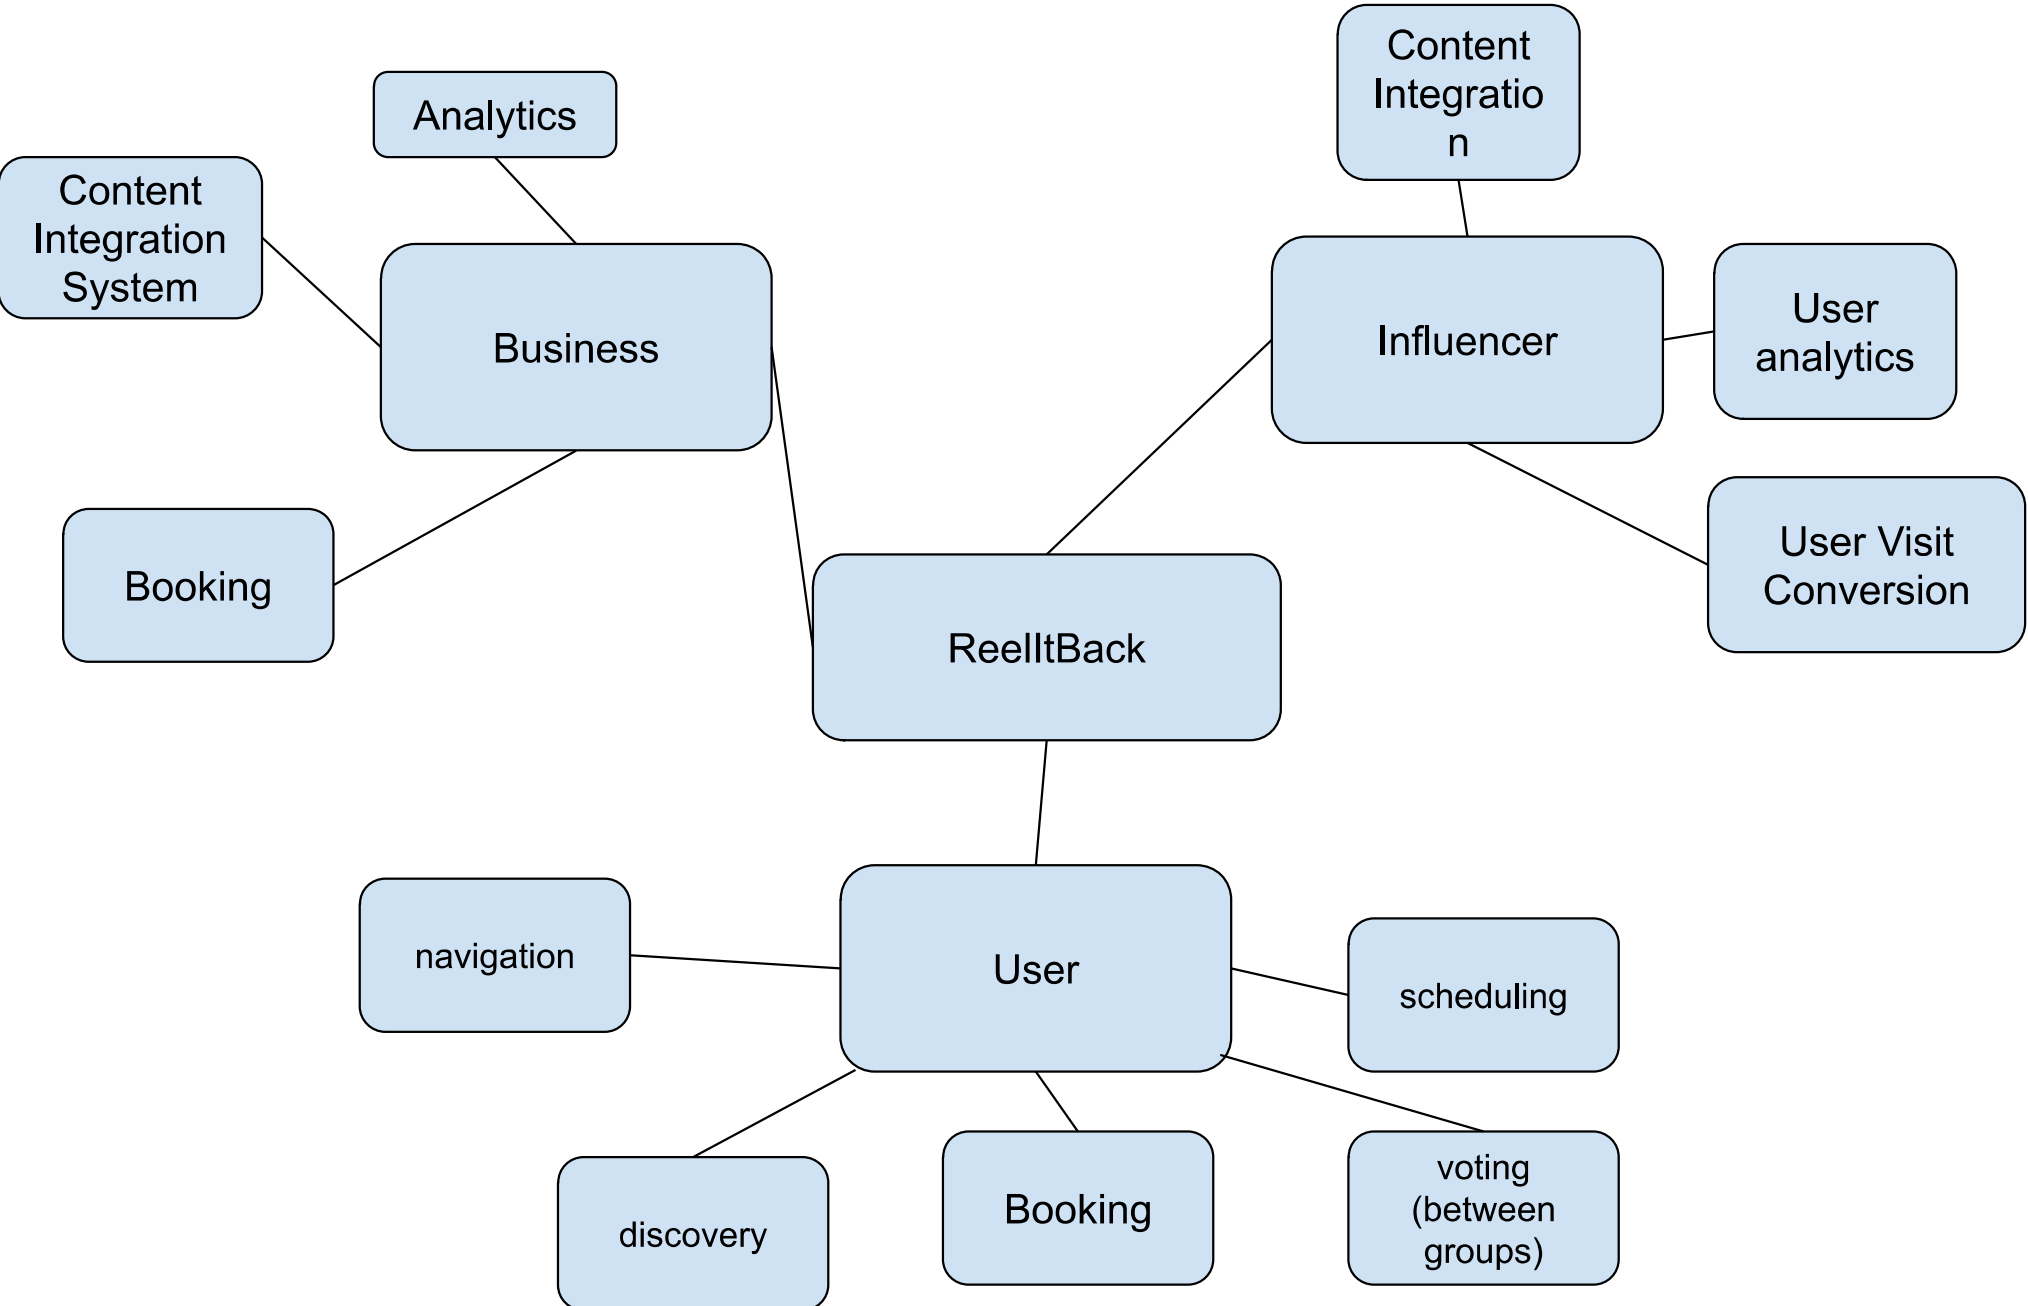 Content
Integratio
n
Analytics
Content
Integration
System
Business
Influencer
User
analytics
Booking
User Visit
Conversion
ReelItBack
navigation
User
scheduling
discovery
Booking
voting
(between
groups)